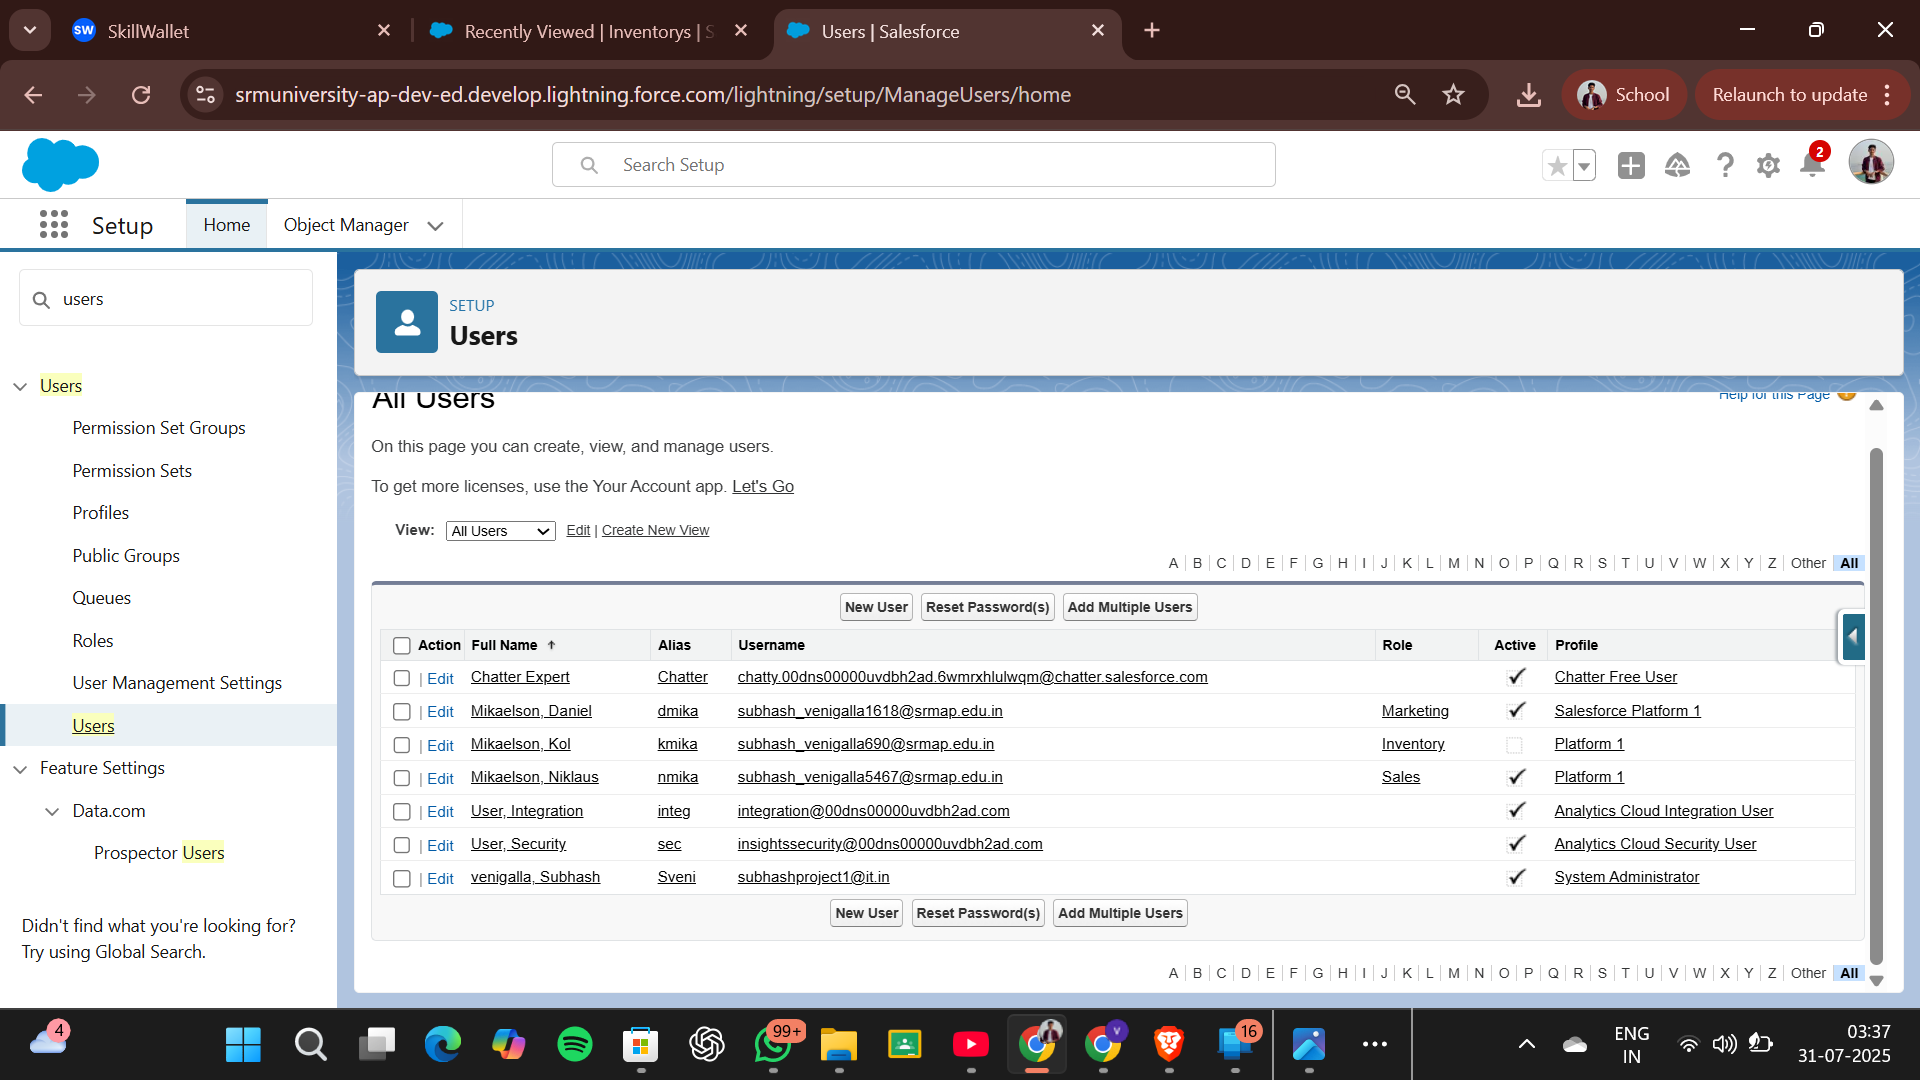 SW SkillWallet
Recently Viewed | Inventorys | S
Users | Salesforce
srmuniversity-ap-dev-ed.develop.lightning.force.com/lightning/setup/ManageUsers/home
School
Relaunch to update
Search Setup
2
Setup
Home
Object Manager
users
Users
Permission Set Groups
Permission Sets
Profiles
Public Groups
Queues
Roles
User Management Settings
Users
Feature Settings
Data.com
Prospector Users
Didn't find what you're looking for?
Try using Global Search.
SETUP
Users
All Users
Help for this Page
On this page you can create, view, and manage users.
To get more licenses, use the Your Account app. Let's Go
View: All Users Edit | Create New View
A | B | C | D | E | F | G | H | I | J | K | L | M | N | O | P | Q | R | S | T | U | V | W | X | Y | Z | Other All
New User Reset Password(s) Add Multiple Users
Action Full Name Alias Username Role Active Profile
| Edit Chatter Expert Chatter chatty.00dns00000uvdbh2ad.6wmrxhlulwqm@chatter.salesforce.com Chatter Free User
| Edit Mikaelson, Daniel dmika subhash_venigalla1618@srmap.edu.in Marketing Salesforce Platform 1
| Edit Mikaelson, Kol kmika subhash_venigalla690@srmap.edu.in Inventory Platform 1
| Edit Mikaelson, Niklaus nmika subhash_venigalla5467@srmap.edu.in Sales Platform 1
| Edit User, Integration integ integration@00dns00000uvdbh2ad.com Analytics Cloud Integration User
| Edit User, Security sec insightssecurity@00dns00000uvdbh2ad.com Analytics Cloud Security User
| Edit venigalla, Subhash Sveni subhashproject1@it.in System Administrator
New User Reset Password(s) Add Multiple Users
A | B | C | D | E | F | G | H | I | J | K | L | M | N | O | P | Q | R | S | T | U | V | W | X | Y | Z | Other All
4
99+
V
16
ENG
IN
03:37
31-07-2025